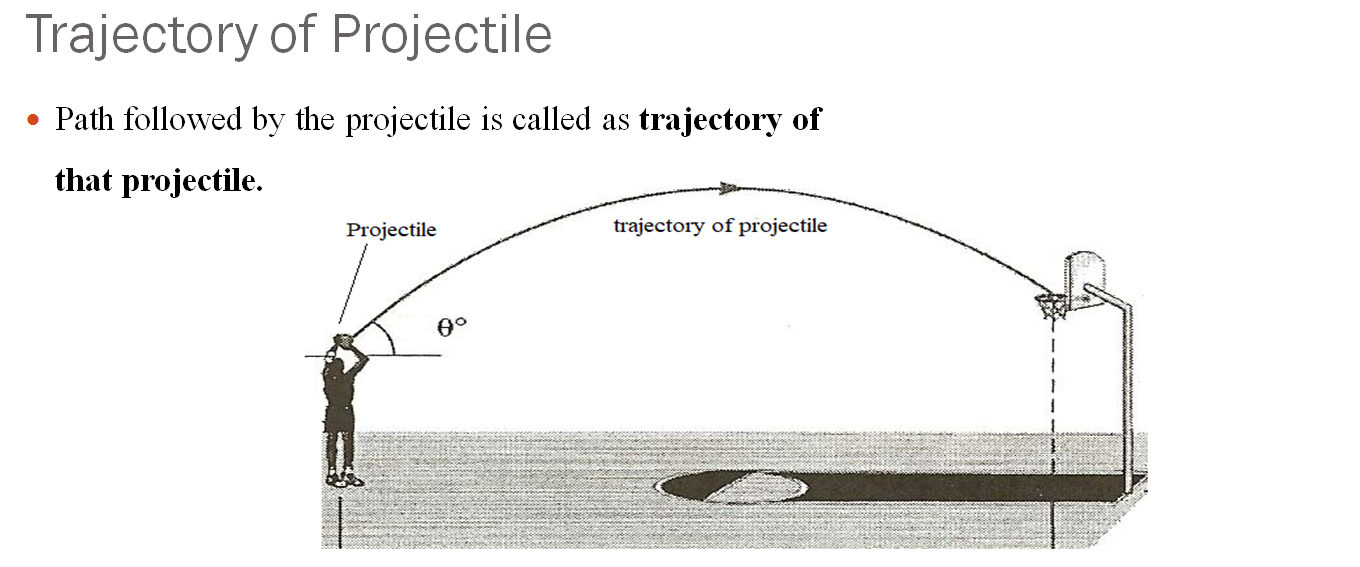 Trajectory of Projectile
• Path followed by the projectile is called as trajectory of
that projectile.
Projectile
trajectory of projectile
θ°